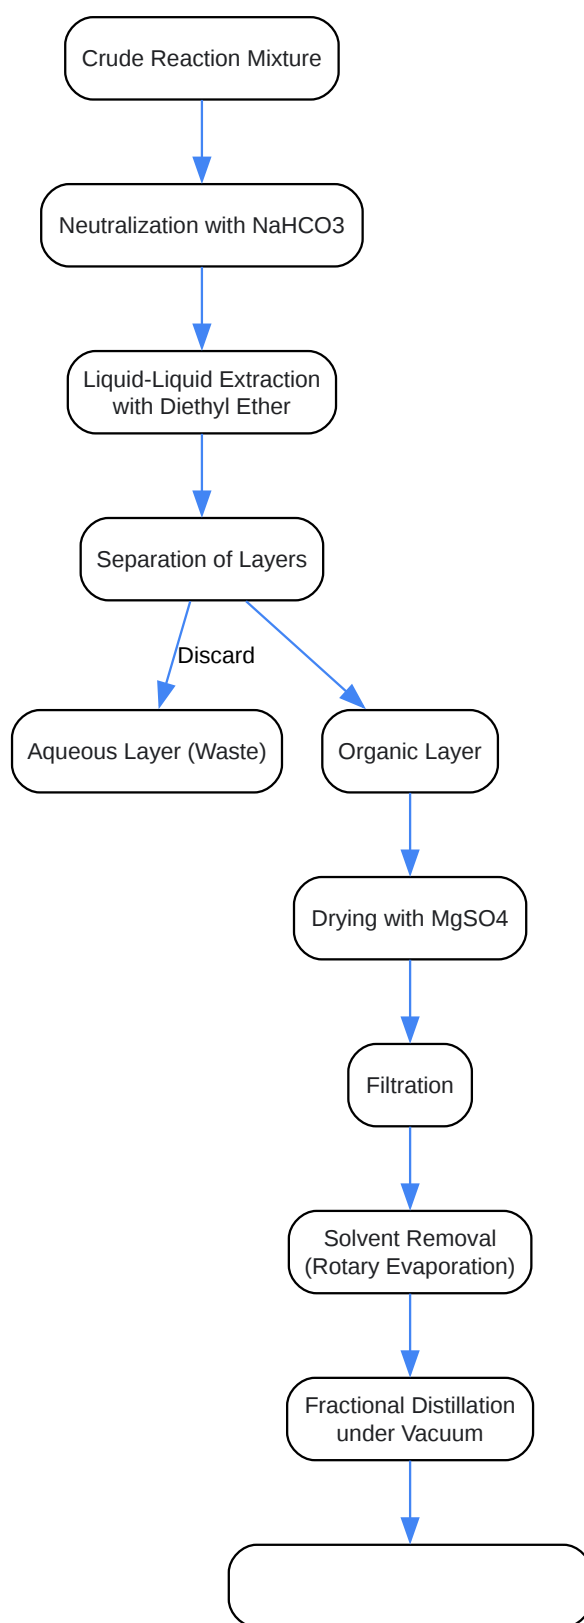 Crude Reaction Mixture
Neutralization with NaHCO3
Liquid-Liquid Extraction
with Diethyl Ether
Separation of Layers
Discard
Aqueous Layer (Waste)
Organic Layer
Drying with MgSO4
Filtration
Solvent Removal
(Rotary Evaporation)
Fractional Distillation
under Vacuum